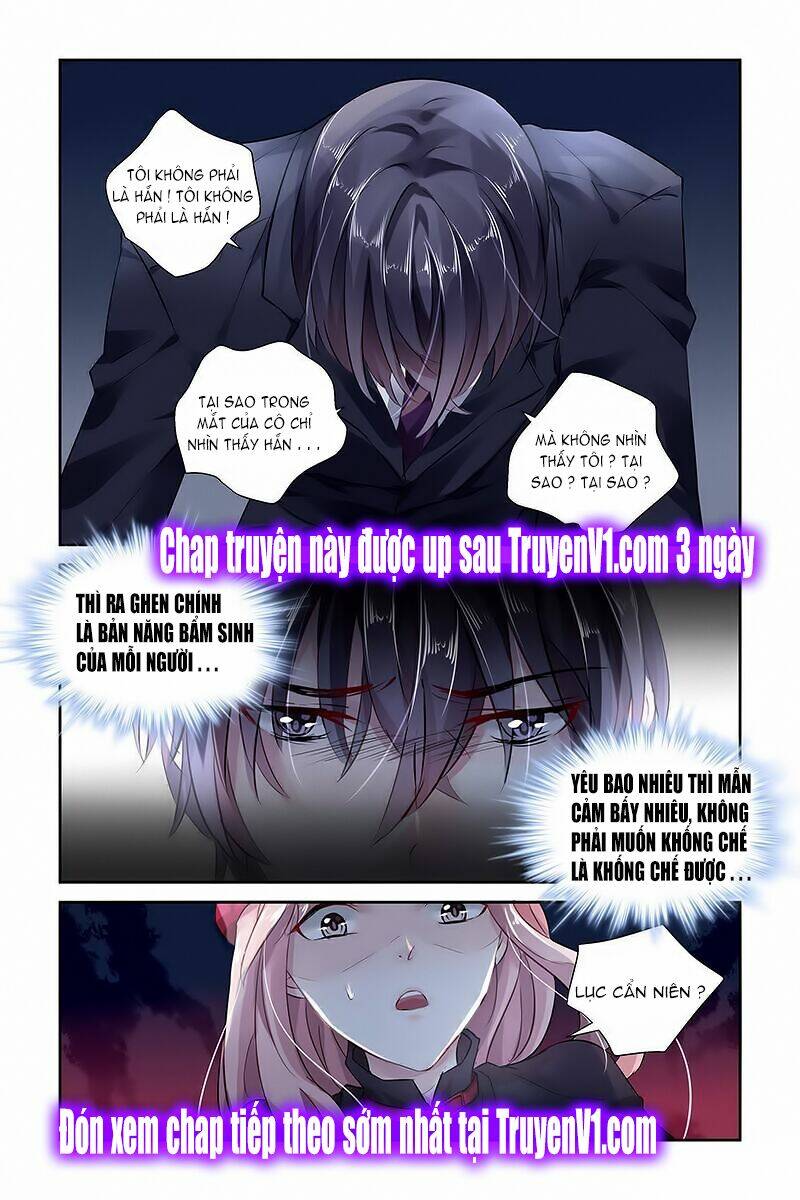 TÔI KHÔNG PHẢI
LÀ HẮN ! TÔI KHÔNG
PHẢI LÀ HẮN !
TẠI SAO TRONG
MẮT CỦA CÔ CHỈ
NHÌN THẤY HẮN . . .
MÀ KHÔNG NHÌN
THẤY TÔI ? TẠI
SAO ? TẠI SAO ?
Chap truyện này được up sau TruyenV1.com 3 ngày
THÌ RA GHEN CHÍNH
LÀ BẢN NĂNG BẨM SINH
CỦA MỖI NGƯỜI . . .
YÊU BAO NHIÊU THÌ MẪN
CẢM BẤY NHIÊU, KHÔNG
PHẢI MUỐN KHỐNG CHẾ
LÀ KHỐNG CHẾ ĐƯỢC . . .
LỤC CẨN NIÊN ?
Đón xem chap tiếp theo sớm nhất tại TruyenV1.com